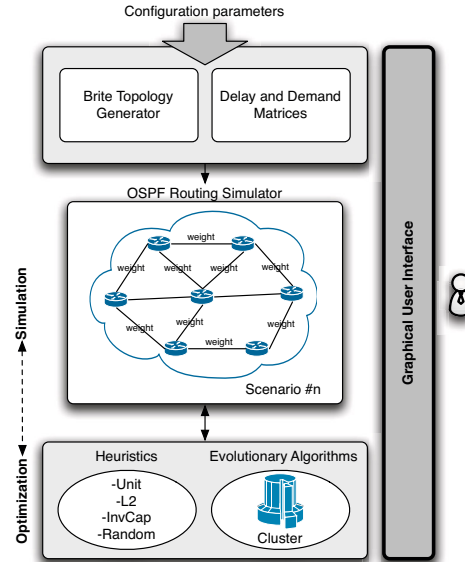 Configuration parameters
Brite Topology
Generator
Delay and Demand
Matrices
OSPF Routing Simulator
weight
weight
weight
weight
weight
weight
weight
weight
weight
Scenario #n
Simulation
Optimization
Heuristics
-Unit
-L2
-InvCap
-Random
Evolutionary Algorithms
Cluster
Graphical User Interface